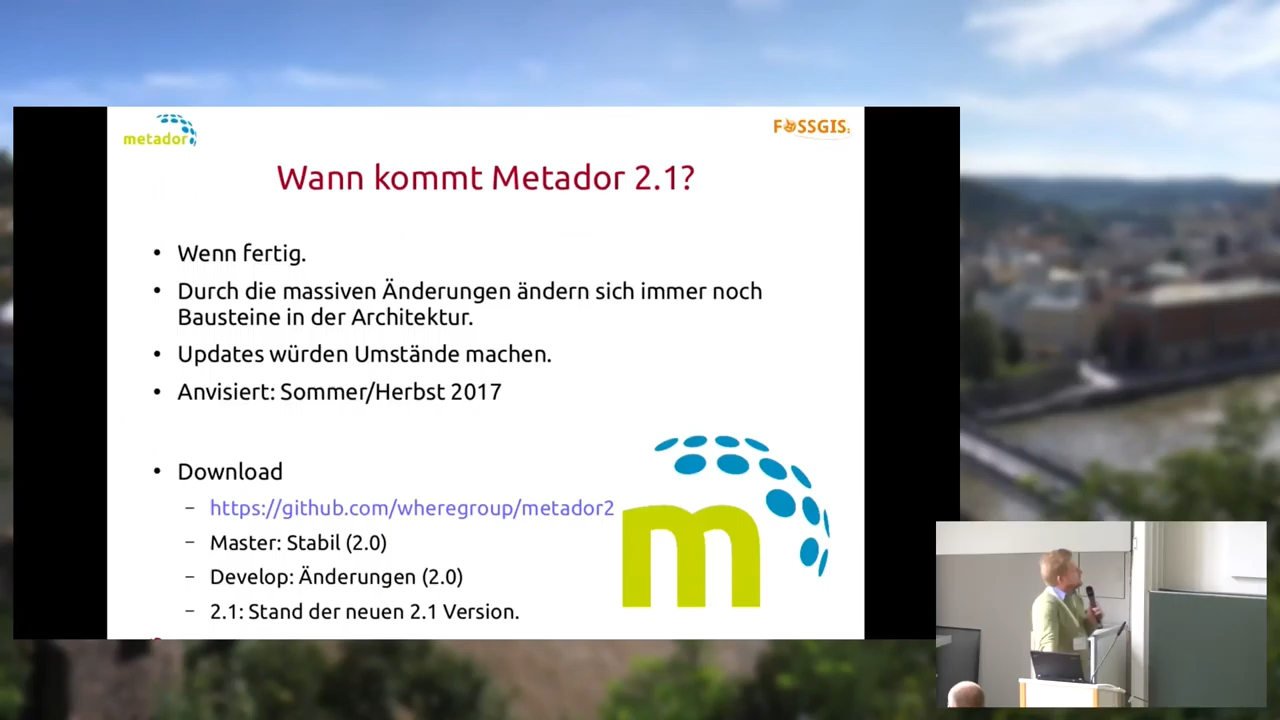 metador
FOSSGIS
Wann kommt Metador 2.1?
• Wenn fertig.
• Durch die massiven Änderungen ändern sich immer noch
Bausteine in der Architektur.
• Updates würden Umstände machen.
• Anvisiert: Sommer/Herbst 2017
• Download
– https://github.com/wheregroup/metador2
– Master: Stabil (2.0)
– Develop: Änderungen (2.0)
– 2.1: Stand der neuen 2.1 Version.
m